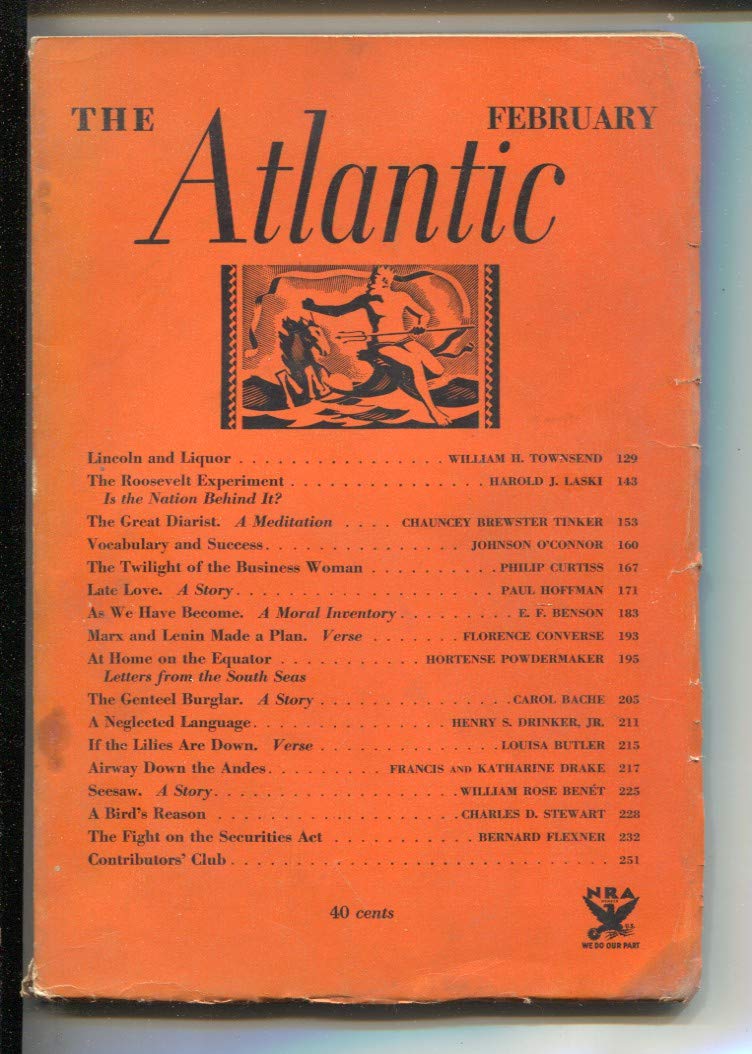 THE FEBRUARY
Atlantic
Lincoln and Liquor . . . . . . . . . . . . . . . . WILLIAM H. TOWNSEND 129
The Roosevelt Experiment . . . . . . . . . . . . . . . HAROLD J. LASKI 143
Is the Nation Behind It?
The Great Diarist. A Meditation . . . . CHAUNCEY BREWSTER TINKER 153
Vocabulary and Success . . . . . . . . . . . . . . . JOHNSON O'CONNOR 160
The Twilight of the Business Woman . . . . . . . . . . PHILIP CURTISS 167
Late Love. A Story . . . . . . . . . . . . . . . . . . . . PAUL HOFFMAN 171
As We Have Become. A Moral Inventory . . . . . . . . . E. F. BENSON 183
Marx and Lenin Made a Plan. Verse . . . . . . . FLORENCE CONVERSE 193
At Home on the Equator . . . . . . . . . . . HORTENSE POWDERMAKER 195
Letters from the South Seas
The Genteel Burglar. A Story . . . . . . . . . . . . . . . CAROL BACHE 205
A Neglected Language . . . . . . . . . . . . . . . HENRY S. DRINKER, JR. 211
If the Lilies Are Down. Verse . . . . . . . . . . . . . . LOUISA BUTLER 215
Airway Down the Andes . . . . . . . . . FRANCIS AND KATHARINE DRAKE 217
Seesaw. A Story . . . . . . . . . . . . . . . . . . . WILLIAM ROSE BENÉT 225
A Bird's Reason . . . . . . . . . . . . . . . . . . . CHARLES D. STEWART 228
The Fight on the Securities Act . . . . . . . . . . . BERNARD FLEXNER 232
Contributors' Club . . . . . . . . . . . . . . . . . . . . . . . . . . . . . 251
40 cents
NRA
MEMBER
U.S.
WE DO OUR PART